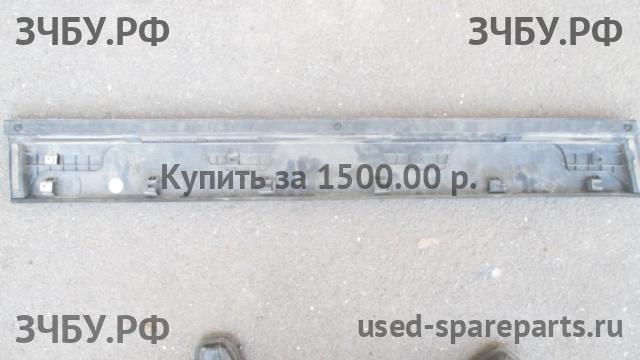 ЗЧБУ.РФ ЗЧБУ.РФ
Купить за 1500.00 р.
ЗЧБУ.РФ used-spareparts.ru